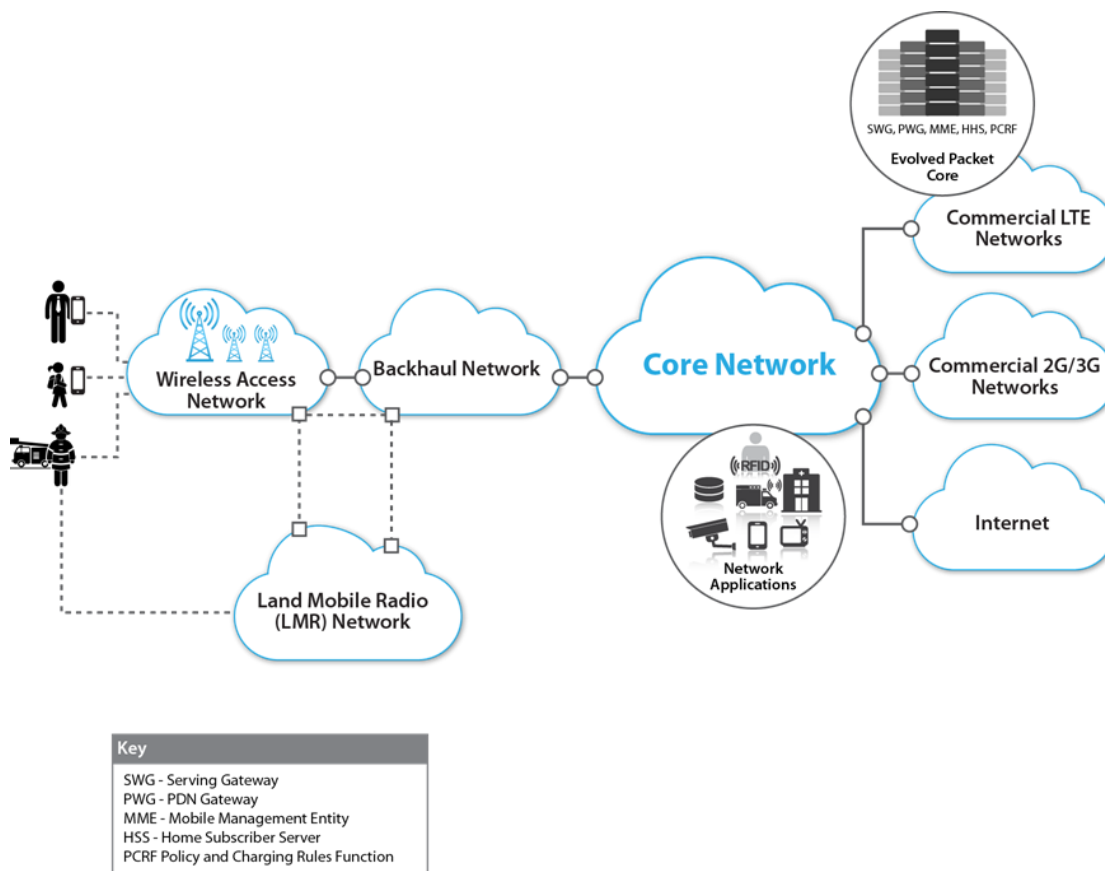 SWG, PWG, MME, HHS, PCRF
Evolved Packet
Core
Commercial LTE
Networks
Wireless Access
Network
Backhaul Network
Core Network
Commercial 2G/3G
Networks
RFID
Network
Applications
Internet
Land Mobile Radio
(LMR) Network
Key
SWG - Serving Gateway
PWG - PDN Gateway
MME - Mobile Management Entity
HSS - Home Subscriber Server
PCRF Policy and Charging Rules Function